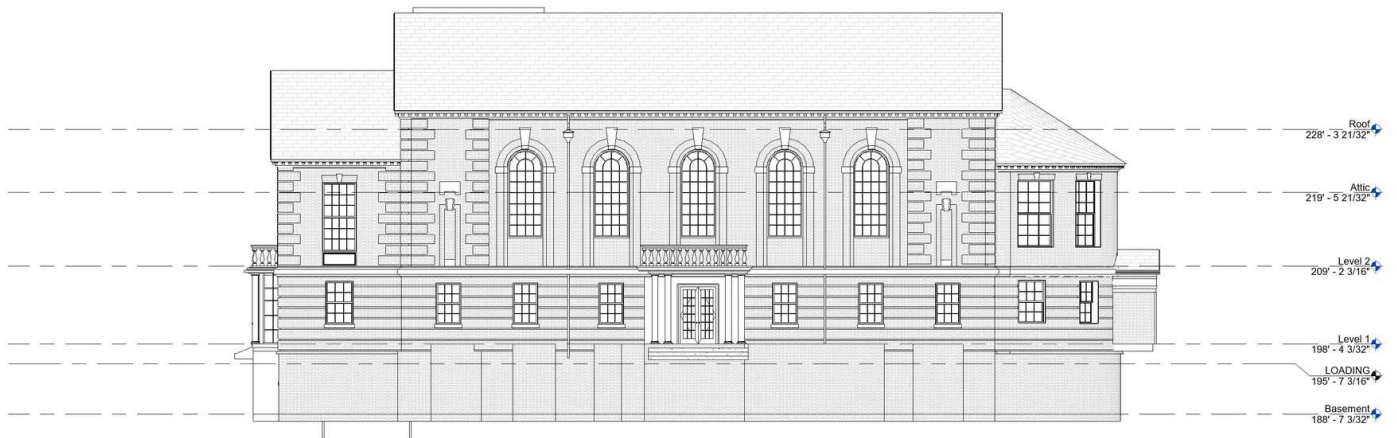 Roof
228' - 3 21/32"
Attic
219' - 5 21/32"
Level 2
209' - 2 3/16"
Level 1
198' - 4 3/32"
LOADING
195' - 7 3/16"
Basement
188' - 7 3/32"